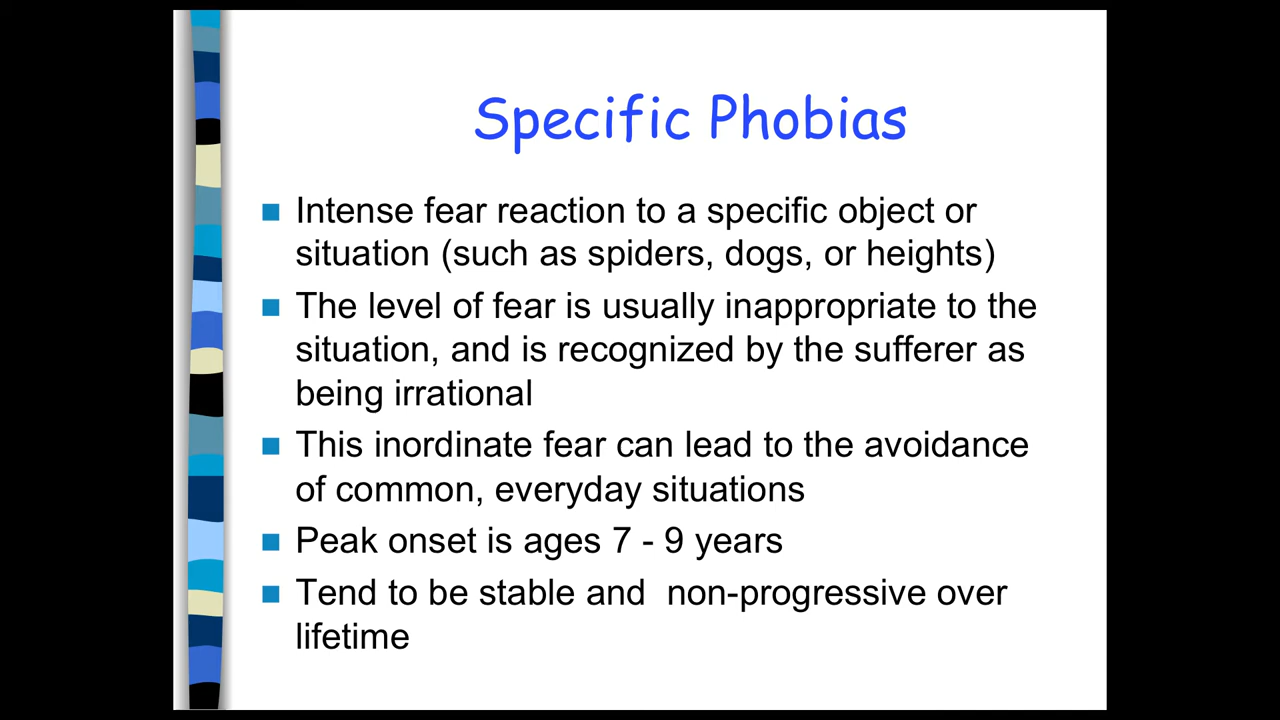 Specific Phobias
Intense fear reaction to a specific object or
situation (such as spiders, dogs, or heights)
The level of fear is usually inappropriate to the
situation, and is recognized by the sufferer as
being irrational
This inordinate fear can lead to the avoidance
of common, everyday situations
Peak onset is ages 7 - 9 years
Tend to be stable and  non-progressive over
lifetime